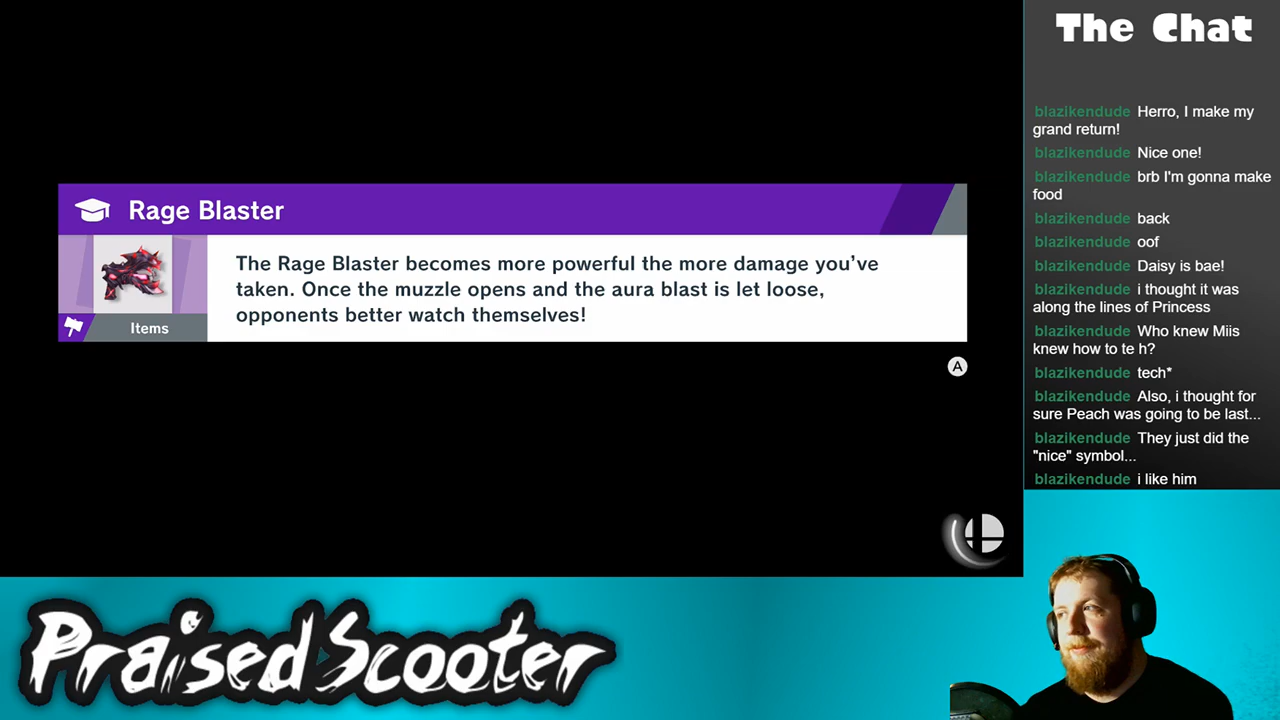 The Chat
blazikendude Herro, I make my
grand return!
blazikendude Nice one!
blazikendude brb I'm gonna make
food
blazikendude back
blazikendude oof
blazikendude Daisy is bae!
blazikendude i thought it was
along the lines of Princess
blazikendude Who knew Miis
knew how to te h?
blazikendude tech*
blazikendude Also, i thought for
sure Peach was going to be last...
blazikendude They just did the
"nice" symbol...
blazikendude i like him
Rage Blaster
The Rage Blaster becomes more powerful the more damage you've
taken. Once the muzzle opens and the aura blast is let loose,
opponents better watch themselves!
Items
A
PraisedScooter